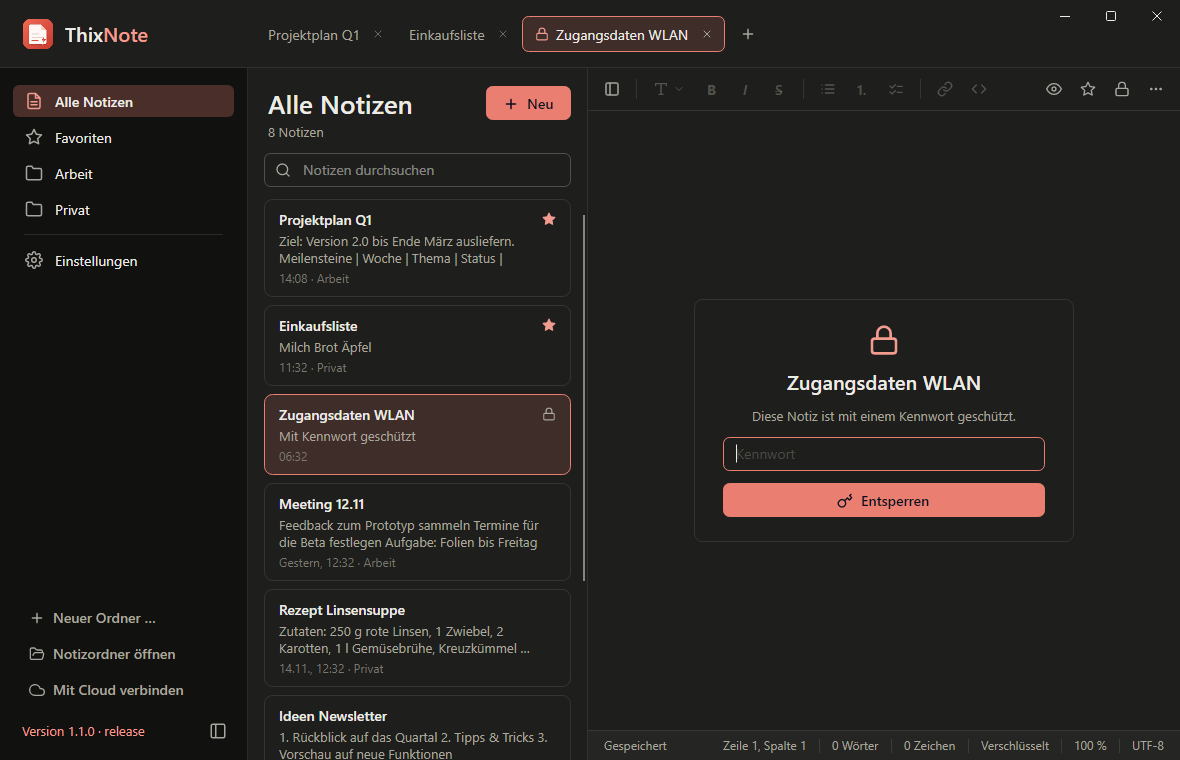 ThixNote
Projektplan Q1
Einkaufsliste
Zugangsdaten WLAN
Alle Notizen
Favoriten
Arbeit
Privat
Einstellungen
Neuer Ordner ...
Notizordner öffnen
Mit Cloud verbinden
Version 1.1.0 · release
Alle Notizen
Neu
8 Notizen
Notizen durchsuchen
Projektplan Q1
Ziel: Version 2.0 bis Ende März ausliefern.
Meilensteine | Woche | Thema | Status |
14:08 · Arbeit
Einkaufsliste
Milch Brot Äpfel
11:32 · Privat
Zugangsdaten WLAN
Mit Kennwort geschützt
06:32
Meeting 12.11
Feedback zum Prototyp sammeln Termine für
die Beta festlegen Aufgabe: Folien bis Freitag
Gestern, 12:32 · Arbeit
Rezept Linsensuppe
Zutaten: 250 g rote Linsen, 1 Zwiebel, 2
Karotten, 1 l Gemüsebrühe, Kreuzkümmel ...
14.11., 12:32 · Privat
Ideen Newsletter
1. Rückblick auf das Quartal 2. Tipps & Tricks 3.
Vorschau auf neue Funktionen
T B I S 1.
Zugangsdaten WLAN
Diese Notiz ist mit einem Kennwort geschützt.
Kennwort
Entsperren
Gespeichert
Zeile 1, Spalte 1
0 Wörter
0 Zeichen
Verschlüsselt
100 %
UTF-8